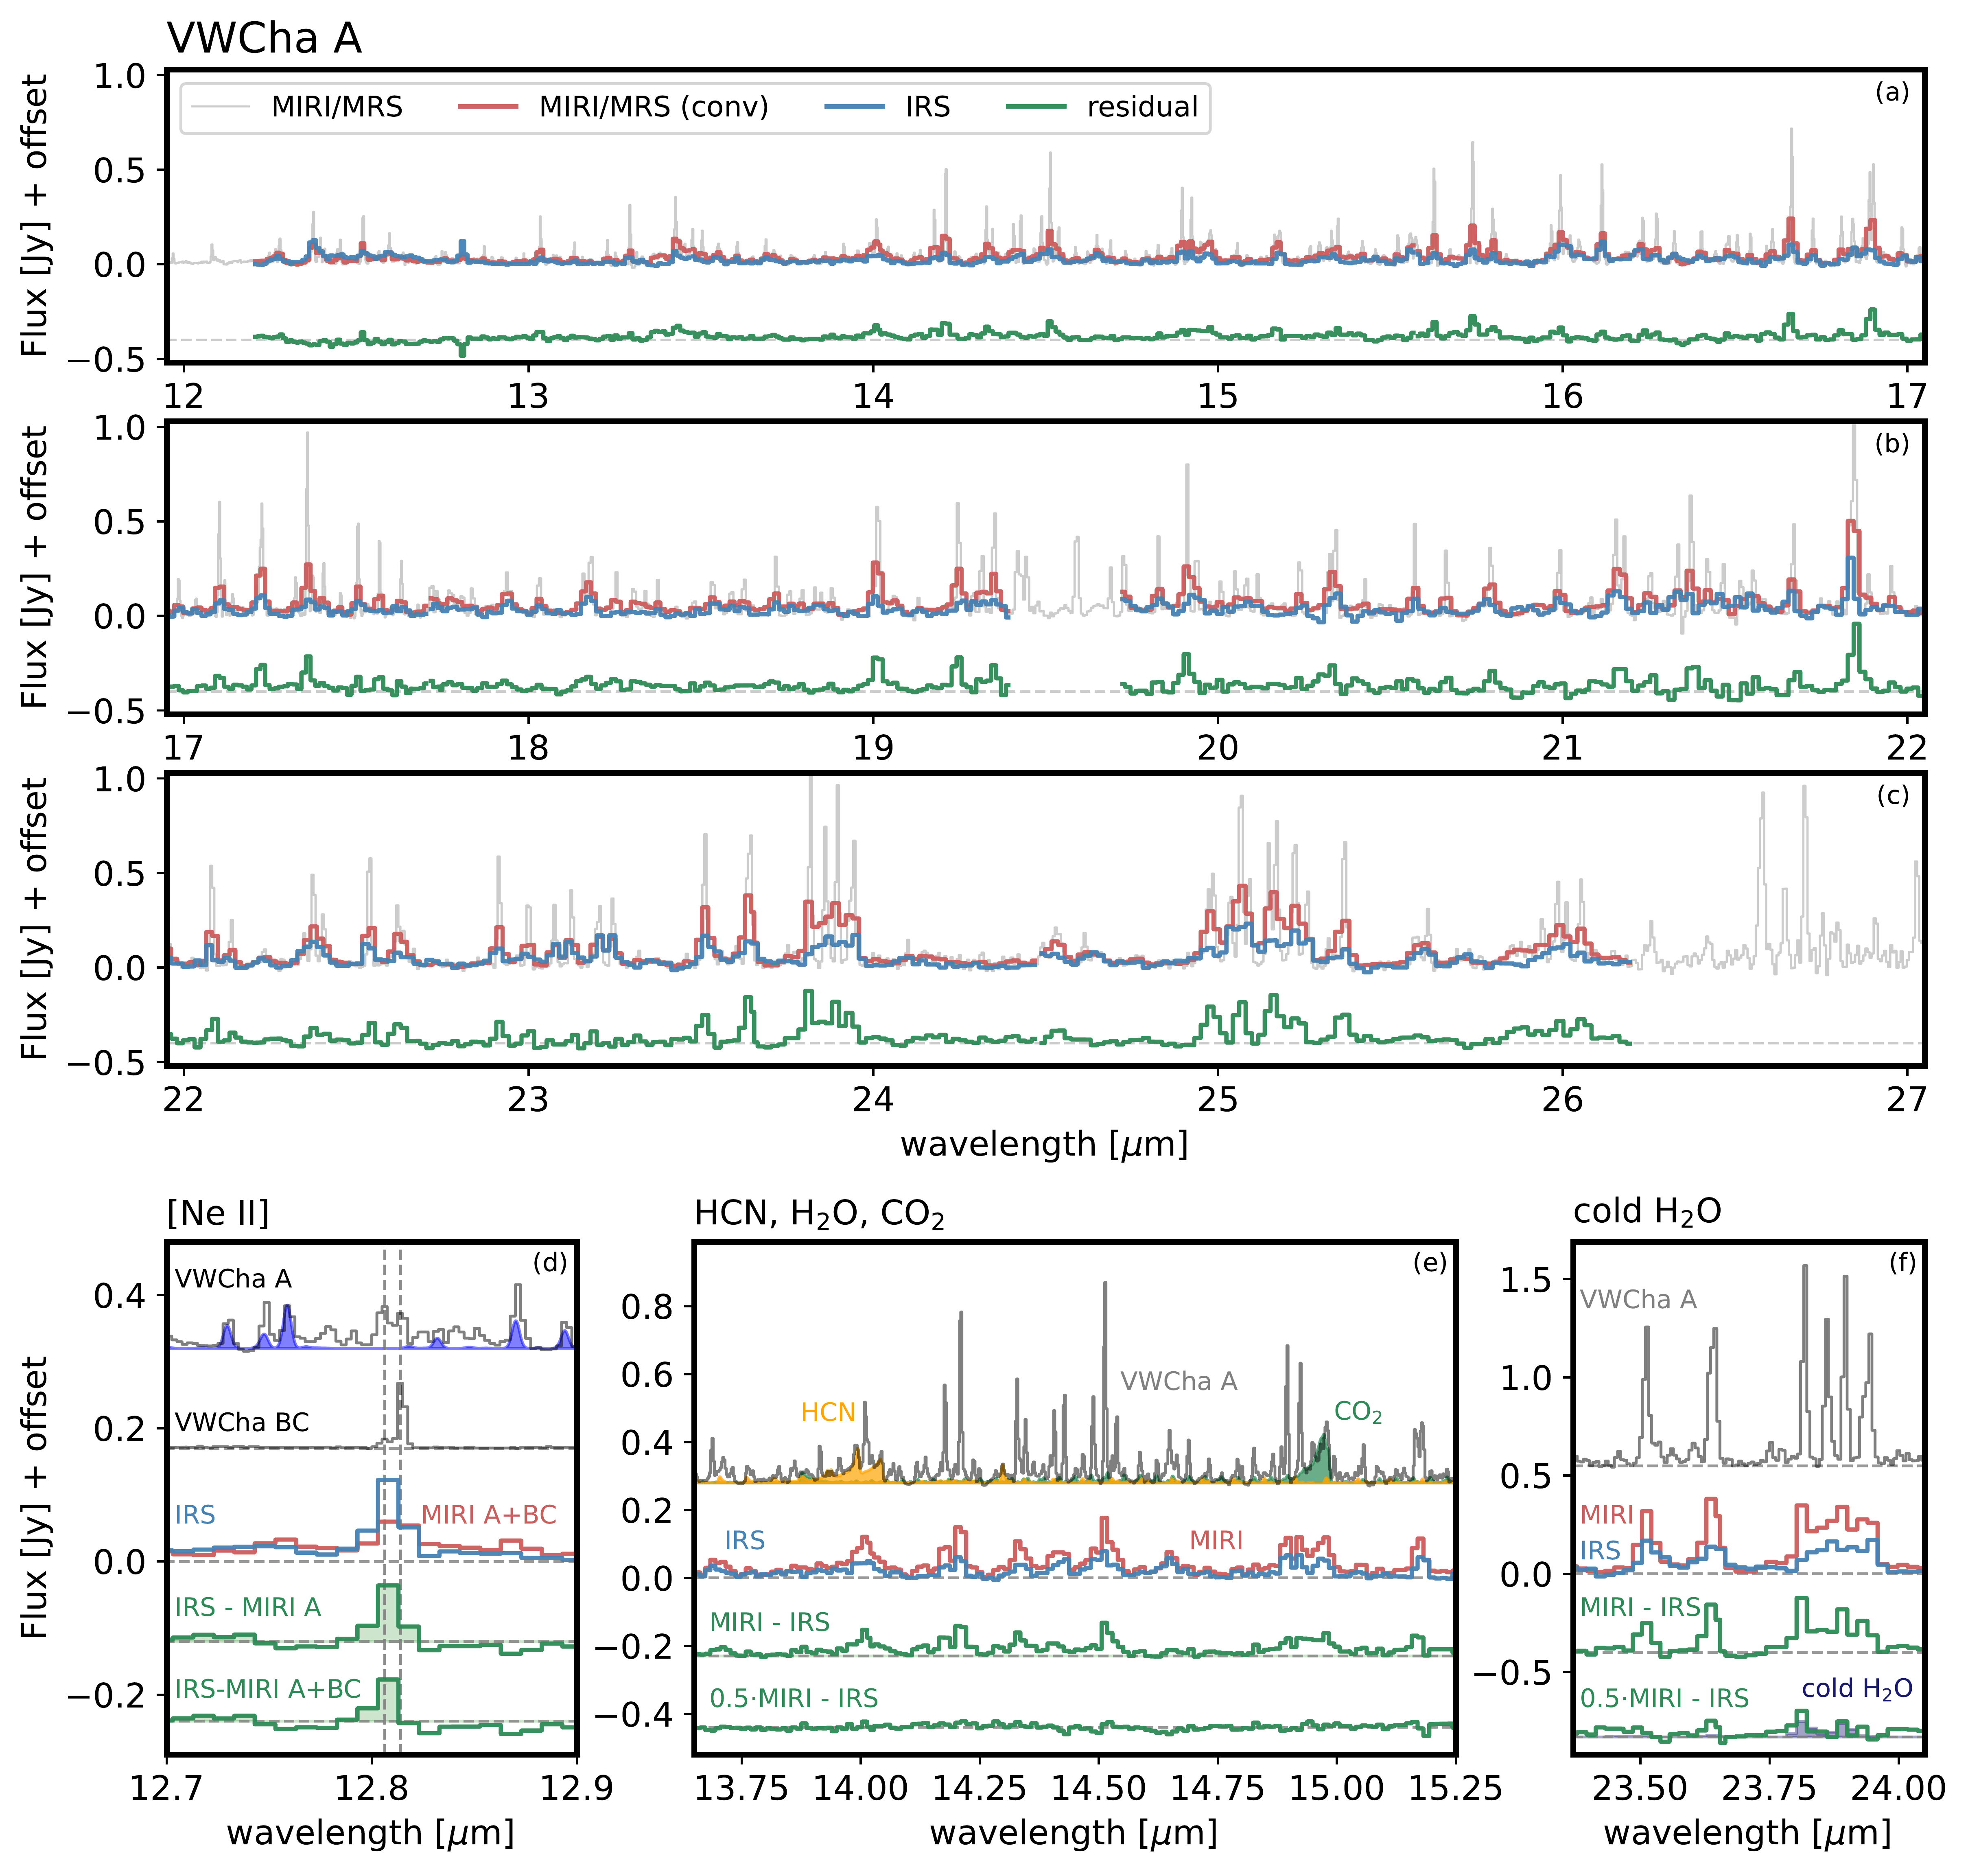 VWCha A
MIRI/MRS MIRI/MRS (conv) IRS residual
(a)
Flux [Jy] + offset
1.0
0.5
0.0
−0.5
12 13 14 15 16 17
(b)
Flux [Jy] + offset
1.0
0.5
0.0
−0.5
17 18 19 20 21 22
(c)
Flux [Jy] + offset
1.0
0.5
0.0
−0.5
22 23 24 25 26 27
wavelength [μm]
[Ne II]
(d)
Flux [Jy] + offset
0.4
0.2
0.0
−0.2
VWCha A
VWCha BC
IRS
MIRI A+BC
IRS - MIRI A
IRS-MIRI A+BC
12.7 12.8 12.9
wavelength [μm]
HCN, H₂O, CO₂
(e)
0.8
0.6
0.4
0.2
0.0
−0.2
−0.4
VWCha A
HCN
CO₂
IRS
MIRI
MIRI - IRS
0.5·MIRI - IRS
13.75 14.00 14.25 14.50 14.75 15.00 15.25
wavelength [μm]
cold H₂O
(f)
1.5
1.0
0.5
0.0
−0.5
VWCha A
MIRI
IRS
MIRI - IRS
cold H₂O
0.5·MIRI - IRS
23.50 23.75 24.00
wavelength [μm]